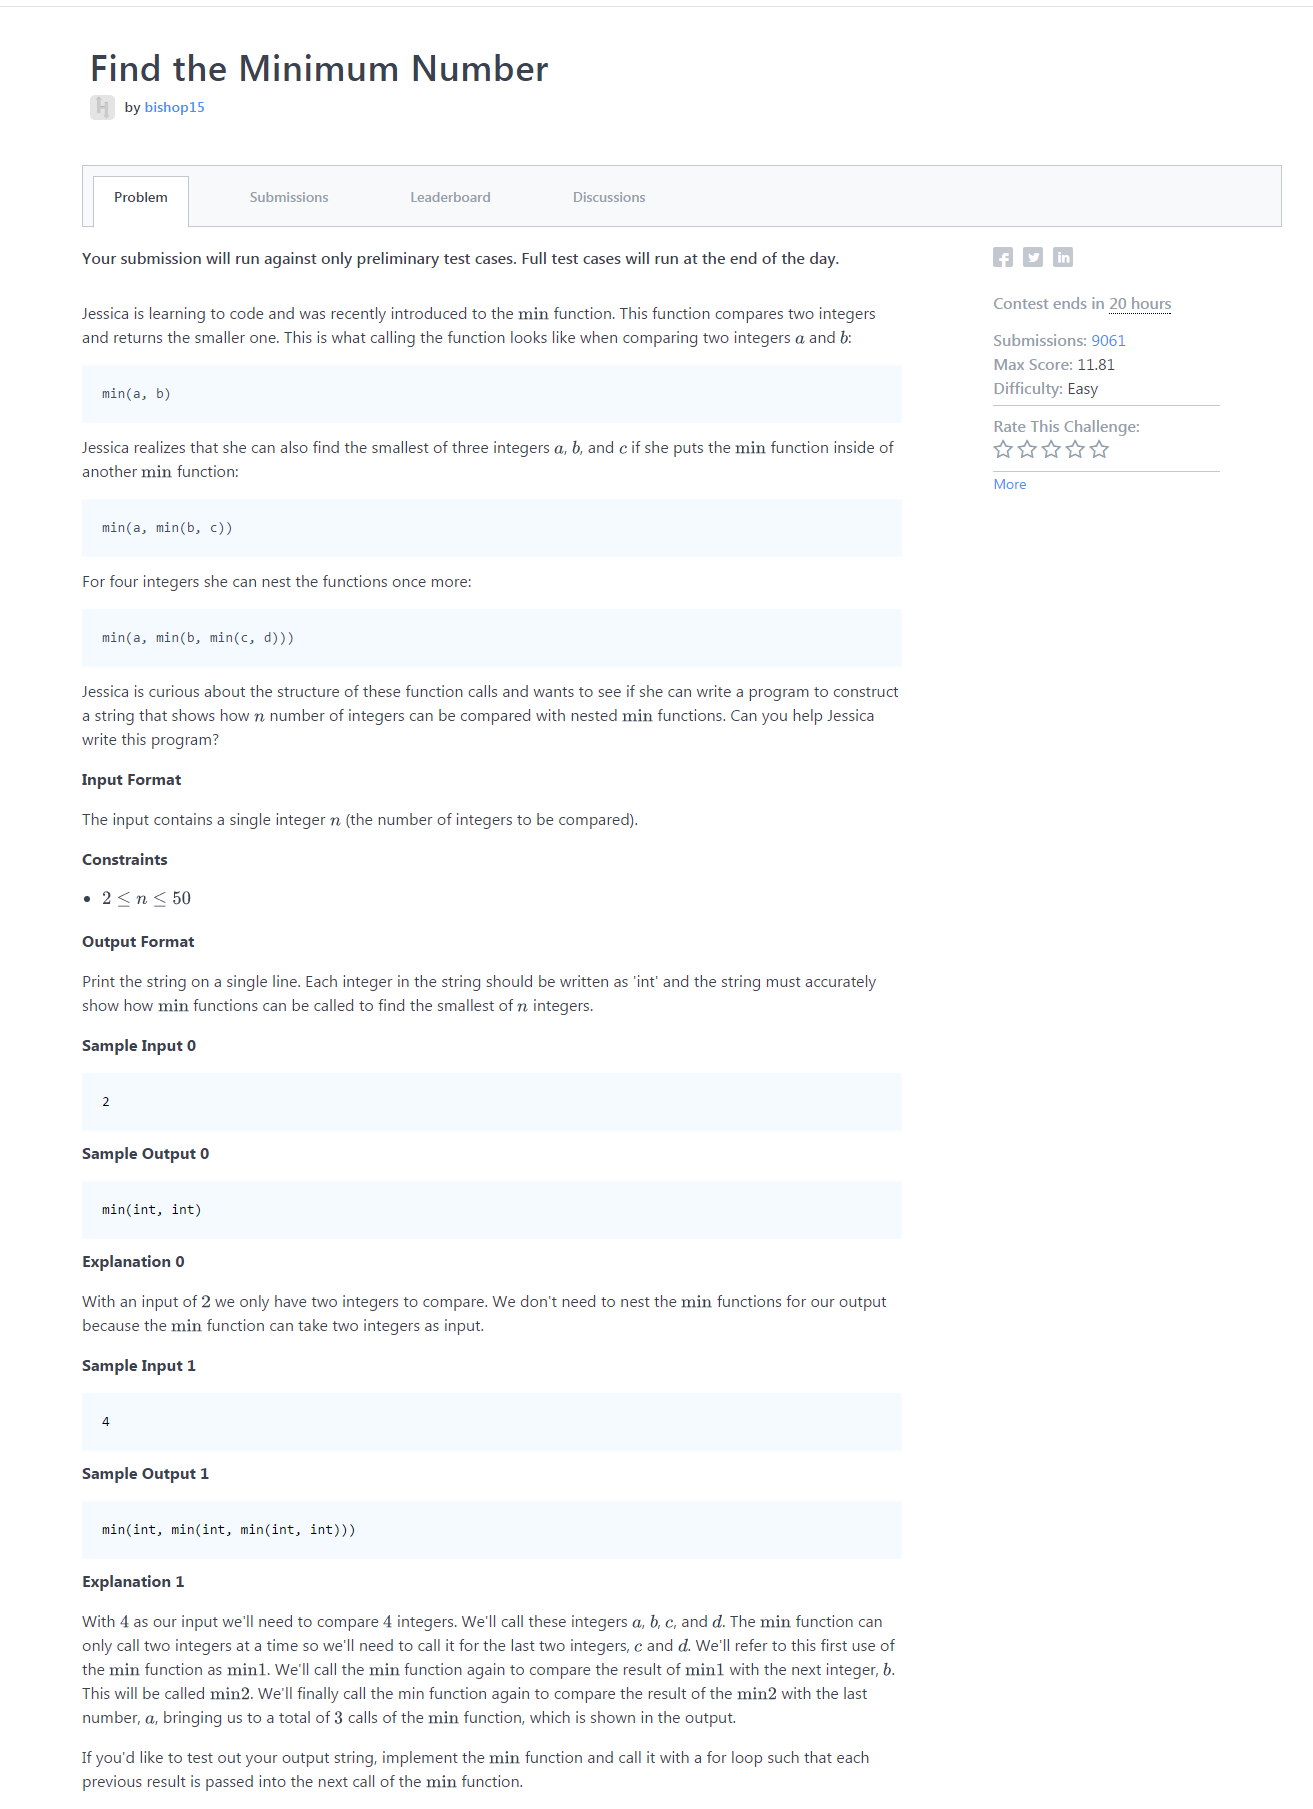 Find the Minimum Number
H by bishop15
Problem Submissions Leaderboard Discussions
Your submission will run against only preliminary test cases. Full test cases will run at the end of the day.
Jessica is learning to code and was recently introduced to the min function. This function compares two integers
and returns the smaller one. This is what calling the function looks like when comparing two integers a and b:
min(a, b)
Jessica realizes that she can also find the smallest of three integers a, b, and c if she puts the min function inside of
another min function:
min(a, min(b, c))
For four integers she can nest the functions once more:
min(a, min(b, min(c, d)))
Jessica is curious about the structure of these function calls and wants to see if she can write a program to construct
a string that shows how n number of integers can be compared with nested min functions. Can you help Jessica
write this program?
Input Format
The input contains a single integer n (the number of integers to be compared).
Constraints
• 2 ≤ n ≤ 50
Output Format
Print the string on a single line. Each integer in the string should be written as 'int' and the string must accurately
show how min functions can be called to find the smallest of n integers.
Sample Input 0
2
Sample Output 0
min(int, int)
Explanation 0
With an input of 2 we only have two integers to compare. We don't need to nest the min functions for our output
because the min function can take two integers as input.
Sample Input 1
4
Sample Output 1
min(int, min(int, min(int, int)))
Explanation 1
With 4 as our input we'll need to compare 4 integers. We'll call these integers a, b, c, and d. The min function can
only call two integers at a time so we'll need to call it for the last two integers, c and d. We'll refer to this first use of
the min function as min1. We'll call the min function again to compare the result of min1 with the next integer, b.
This will be called min2. We'll finally call the min function again to compare the result of the min2 with the last
number, a, bringing us to a total of 3 calls of the min function, which is shown in the output.
If you'd like to test out your output string, implement the min function and call it with a for loop such that each
previous result is passed into the next call of the min function.
f in
Contest ends in 20 hours
Submissions: 9061
Max Score: 11.81
Difficulty: Easy
Rate This Challenge:
More